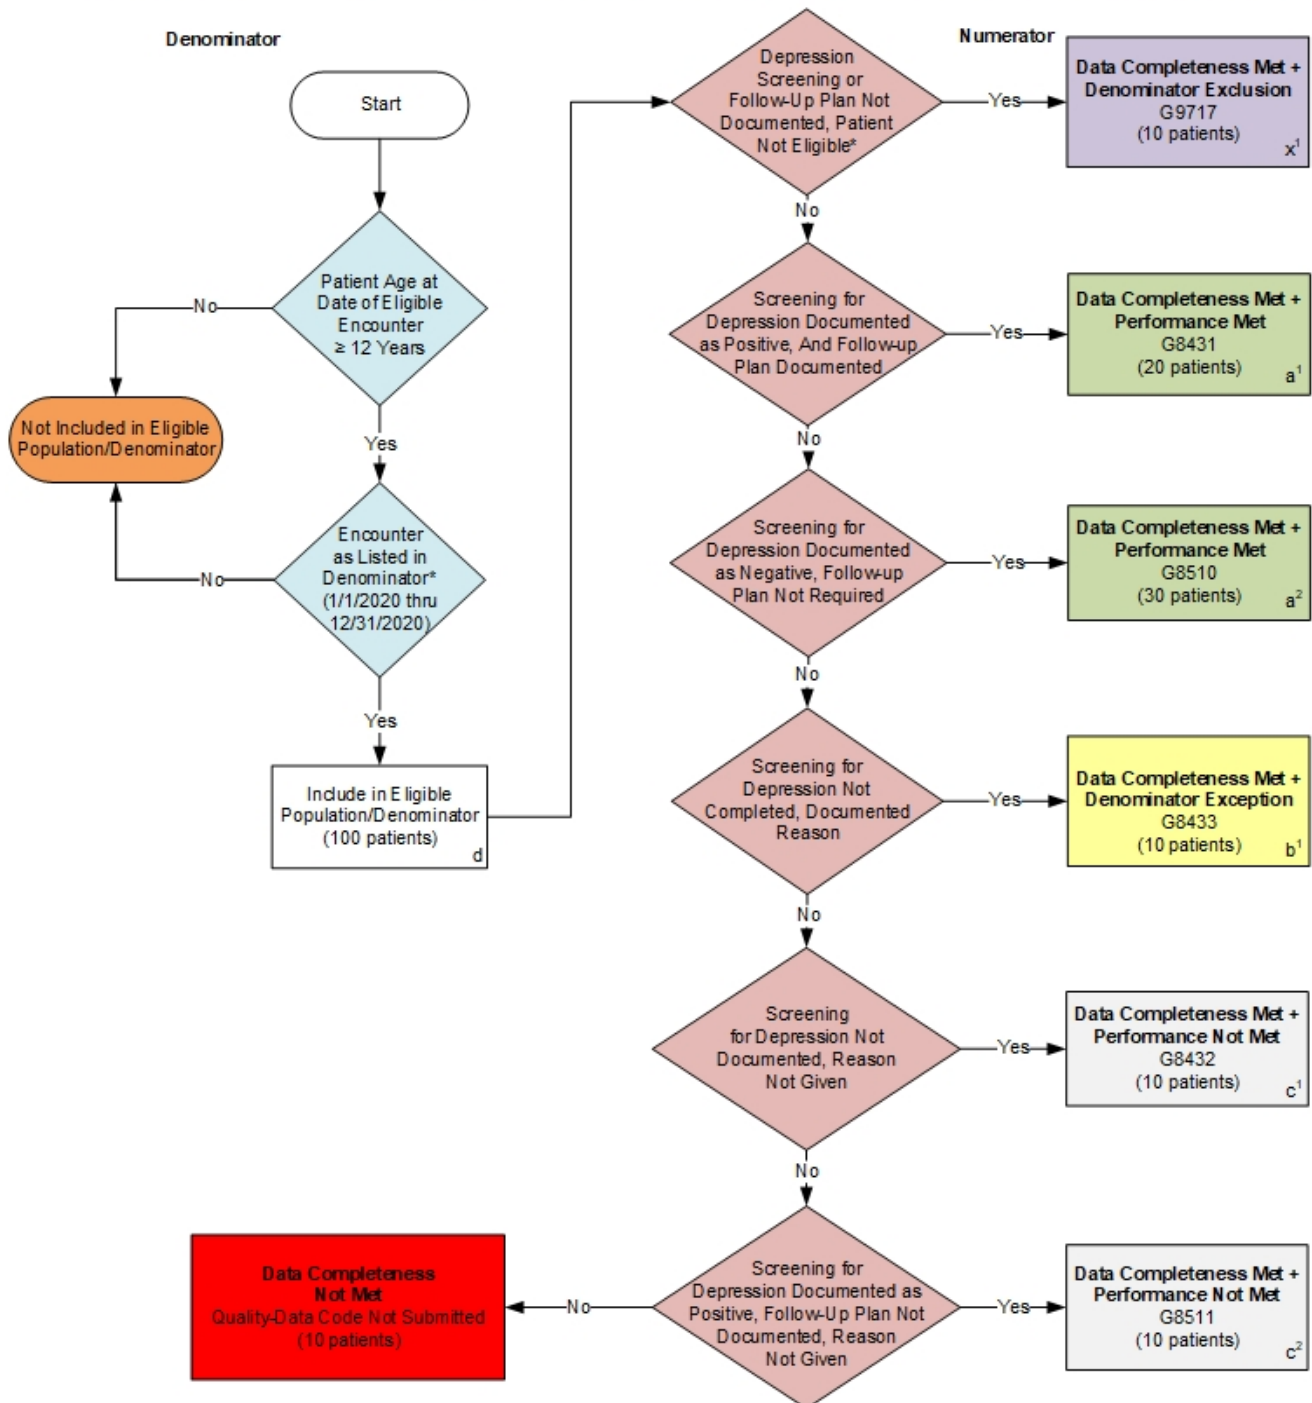 Denominator
Start
Patient Age at
Date of Eligible
Encounter
≥ 12 Years
No
Not Included in Eligible
Population/Denominator
Yes
Encounter
as Listed in
Denominator*
(1/1/2020 thru
12/31/2020)
No
Yes
Include in Eligible
Population/Denominator
(100 patients)
d
Numerator
Depression
Screening or
Follow-Up Plan Not
Documented, Patient
Not Eligible*
Yes
Data Completeness Met +
Denominator Exclusion
G9717
(10 patients)
x¹
No
Screening for
Depression Documented
as Positive, And Follow-up
Plan Documented
Yes
Data Completeness Met +
Performance Met
G8431
(20 patients)
a¹
No
Screening for
Depression Documented
as Negative, Follow-up
Plan Not Required
Yes
Data Completeness Met +
Performance Met
G8510
(30 patients)
a²
No
Screening for
Depression Not
Completed, Documented
Reason
Yes
Data Completeness Met +
Denominator Exception
G8433
(10 patients)
b¹
No
Screening
for Depression Not
Documented, Reason
Not Given
Yes
Data Completeness Met +
Performance Not Met
G8432
(10 patients)
c¹
No
Screening for
Depression Documented as
Positive, Follow-Up Plan Not
Documented, Reason
Not Given
Yes
Data Completeness Met +
Performance Not Met
G8511
(10 patients)
c²
No
Data Completeness
Not Met
Quality-Data Code Not Submitted
(10 patients)